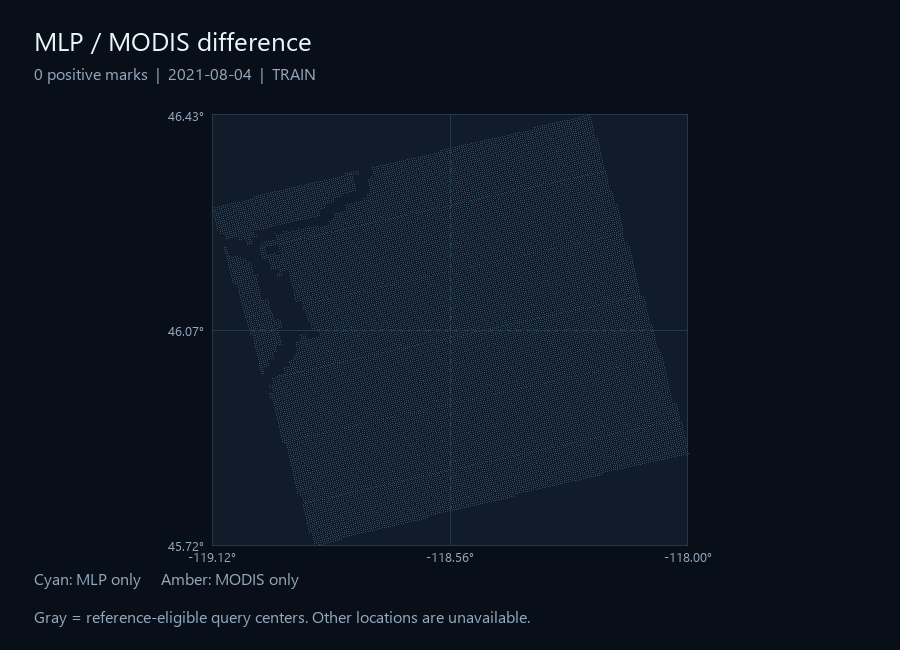 MLP / MODIS difference
0 positive marks | 2021-08-04 | TRAIN
46.43°
46.07°
45.72°
-119.12° -118.56° -118.00°
Cyan: MLP only Amber: MODIS only
Gray = reference-eligible query centers. Other locations are unavailable.